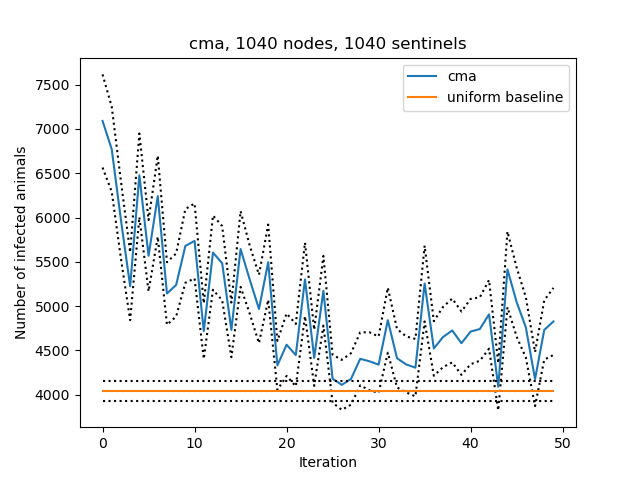 cma, 1040 nodes, 1040 sentinels
cma
uniform baseline
7500
7000
6500
6000
5500
5000
4500
4000
Number of infected animals
0 10 20 30 40 50
Iteration